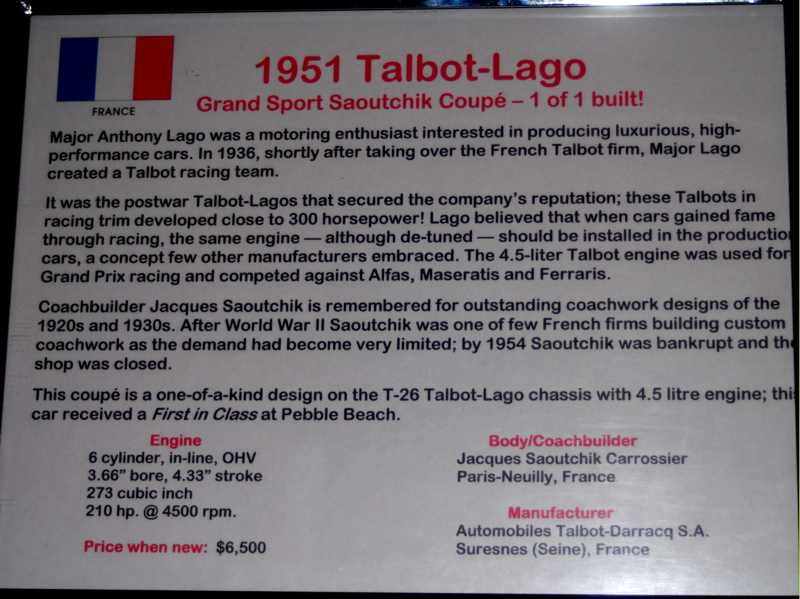 1951 Talbot-Lago
FRANCE
Grand Sport Saoutchik Coupé – 1 of 1 built!
Major Anthony Lago was a motoring enthusiast interested in producing luxurious, high-
performance cars. In 1936, shortly after taking over the French Talbot firm, Major Lago
created a Talbot racing team.
It was the postwar Talbot-Lagos that secured the company's reputation; these Talbots in
racing trim developed close to 300 horsepower! Lago believed that when cars gained fame
through racing, the same engine — although de-tuned — should be installed in the productio
cars, a concept few other manufacturers embraced. The 4.5-liter Talbot engine was used for
Grand Prix racing and competed against Alfas, Maseratis and Ferraris.
Coachbuilder Jacques Saoutchik is remembered for outstanding coachwork designs of the
1920s and 1930s. After World War II Saoutchik was one of few French firms building custom
coachwork as the demand had become very limited; by 1954 Saoutchik was bankrupt and the
shop was closed.
This coupé is a one-of-a-kind design on the T-26 Talbot-Lago chassis with 4.5 litre engine; this
car received a First in Class at Pebble Beach.
Engine
6 cylinder, in-line, OHV
3.66" bore, 4.33" stroke
273 cubic inch
210 hp. @ 4500 rpm.
Price when new: $6,500
Body/Coachbuilder
Jacques Saoutchik Carrossier
Paris-Neuilly, France
Manufacturer
Automobiles Talbot-Darracq S.A.
Suresnes (Seine), France